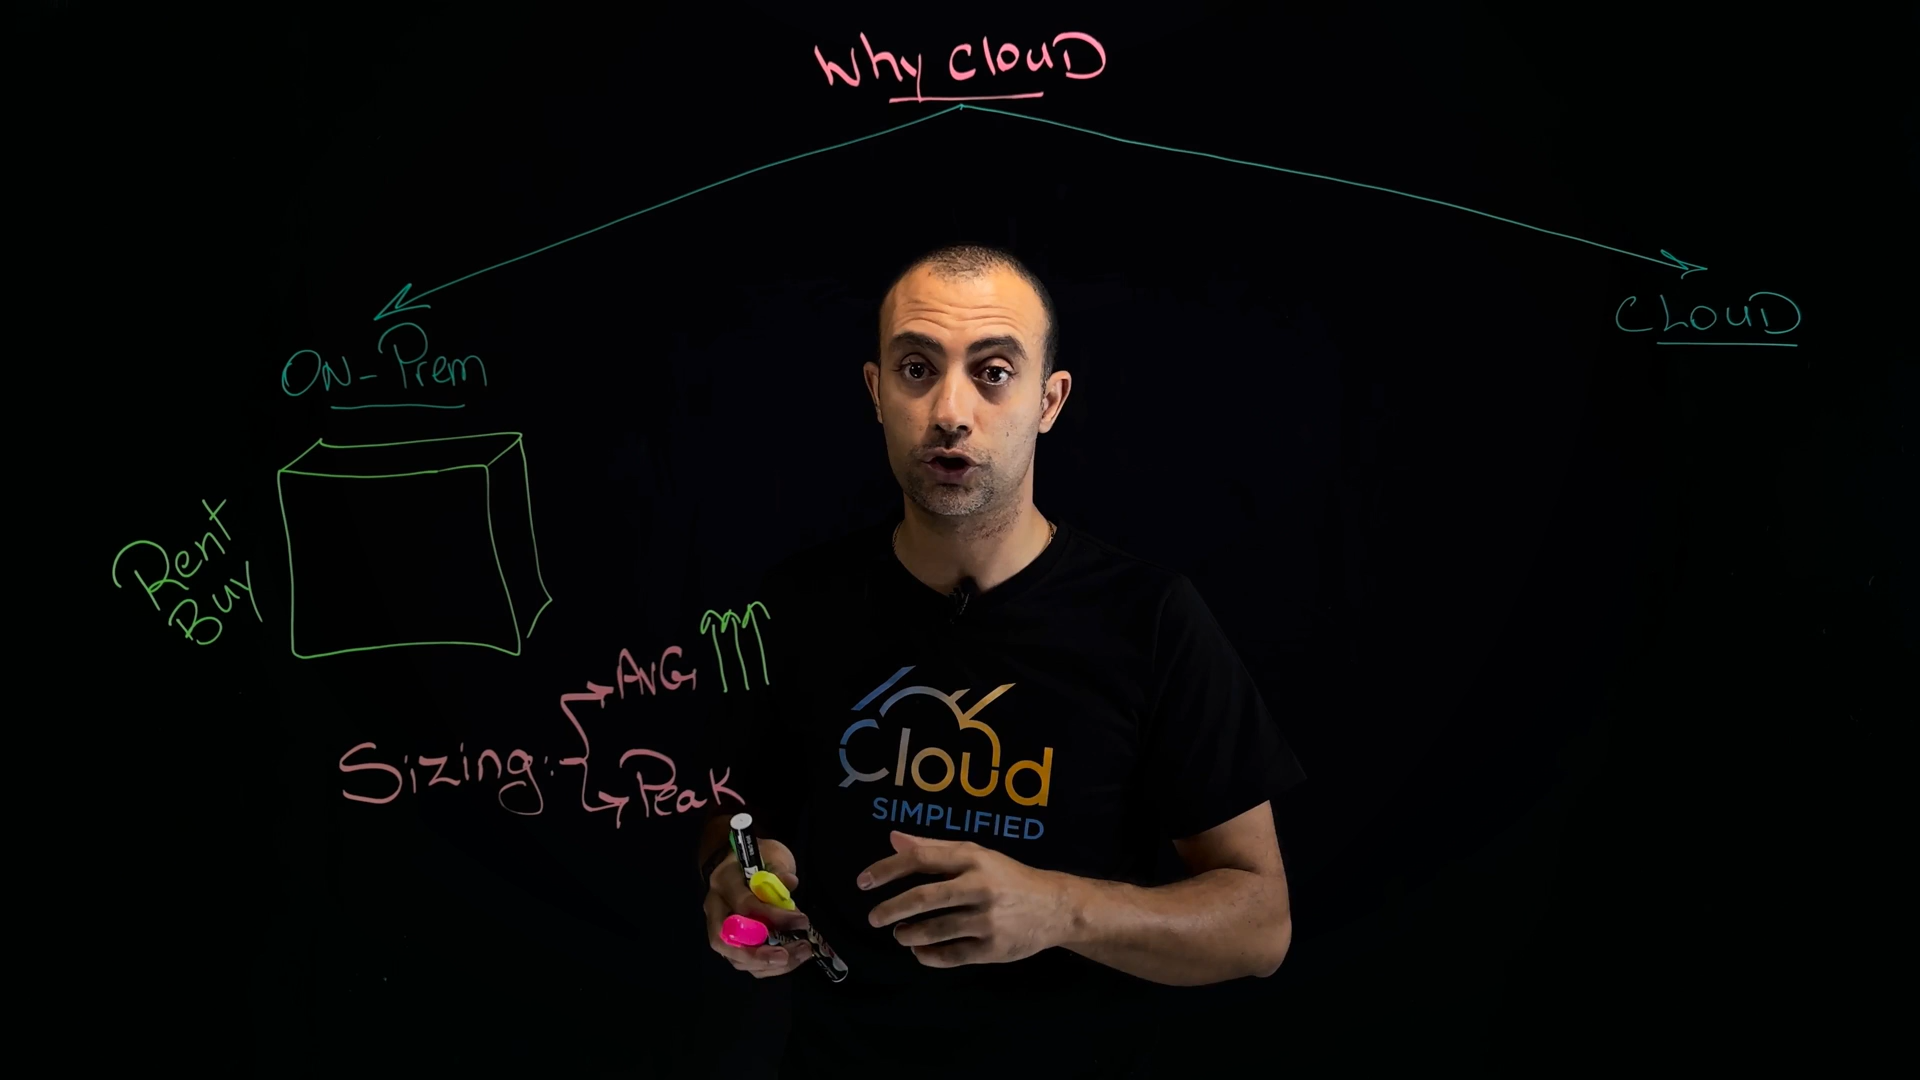 Why CLOUD
ON-Prem
CLOUD
Rent
Buy
Sizing:
AVG
Peak
Cloud
SIMPLIFIED